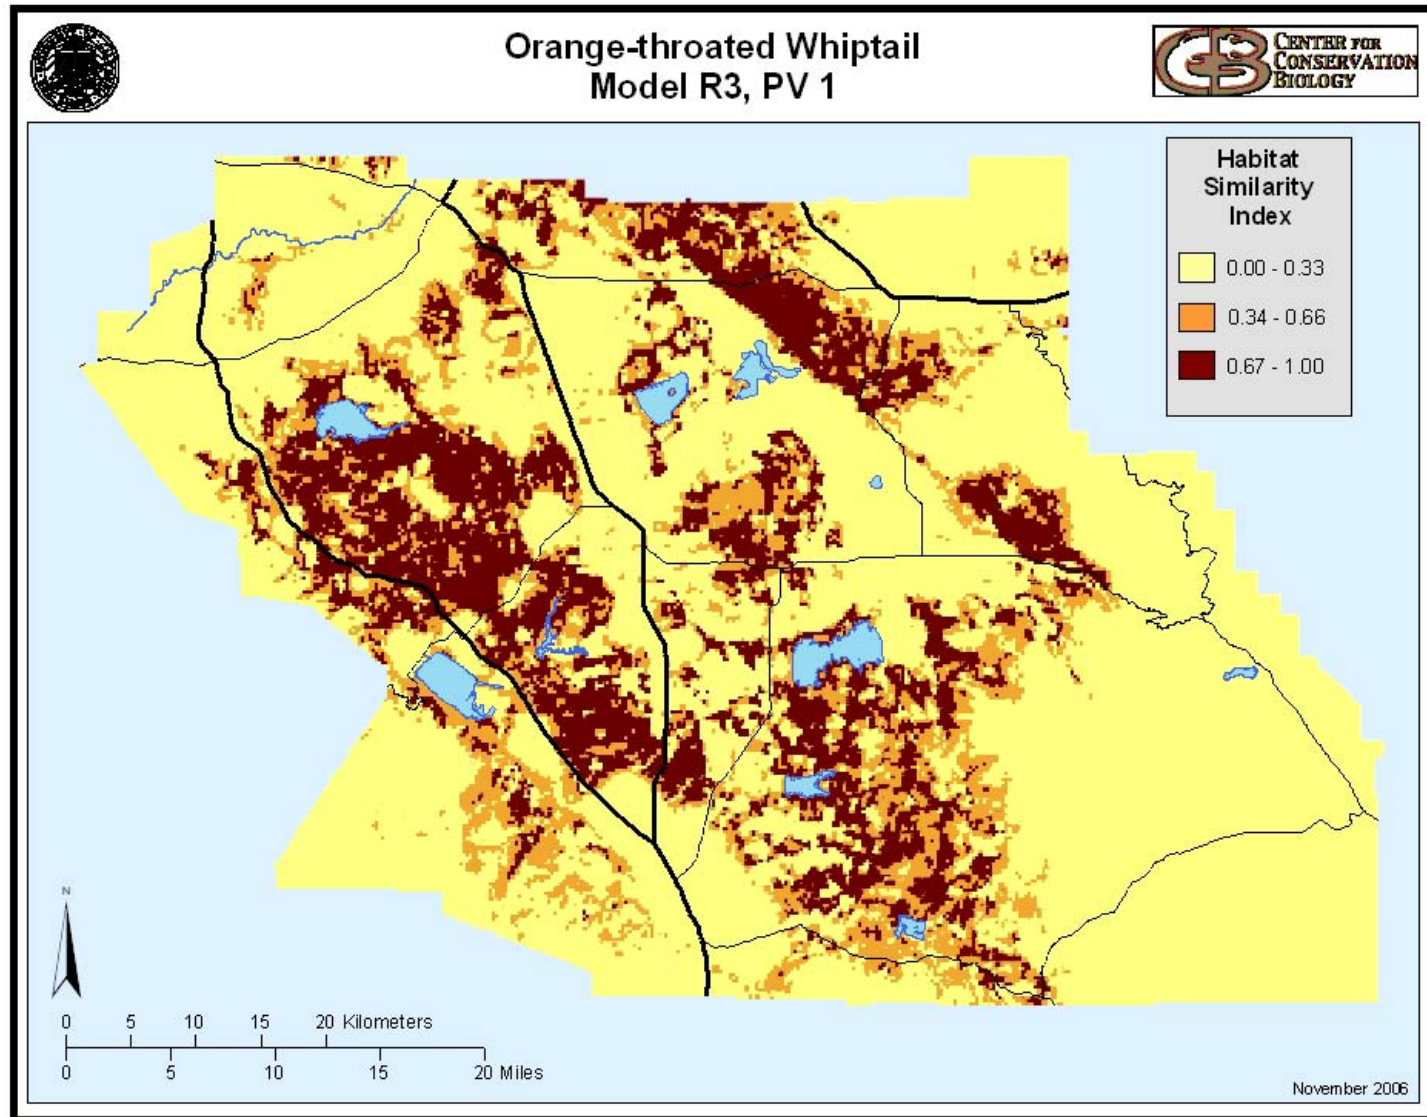 Orange-throated Whiptail
Model R3, PV 1
CENTER FOR
CONSERVATION
BIOLOGY
Habitat
Similarity
Index
0.00 - 0.33
0.34 - 0.66
0.67 - 1.00
N
0 5 10 15 20 Kilometers
0 5 10 15 20 Miles
November 2006